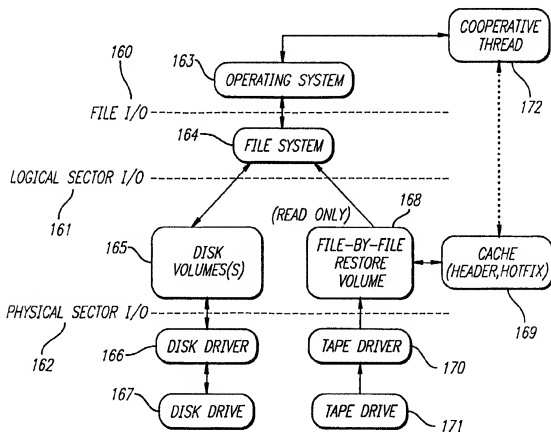 COOPERATIVE
THREAD
172
163
160
OPERATING SYSTEM
FILE I/O
164
FILE SYSTEM
LOGICAL SECTOR I/O
161
(READ ONLY)
168
165
DISK
VOLUMES(S)
FILE-BY-FILE
RESTORE
VOLUME
CACHE
(HEADER,HOTFIX)
169
PHYSICAL SECTOR I/O
162
166
DISK DRIVER
TAPE DRIVER
170
167
DISK DRIVE
TAPE DRIVE
171